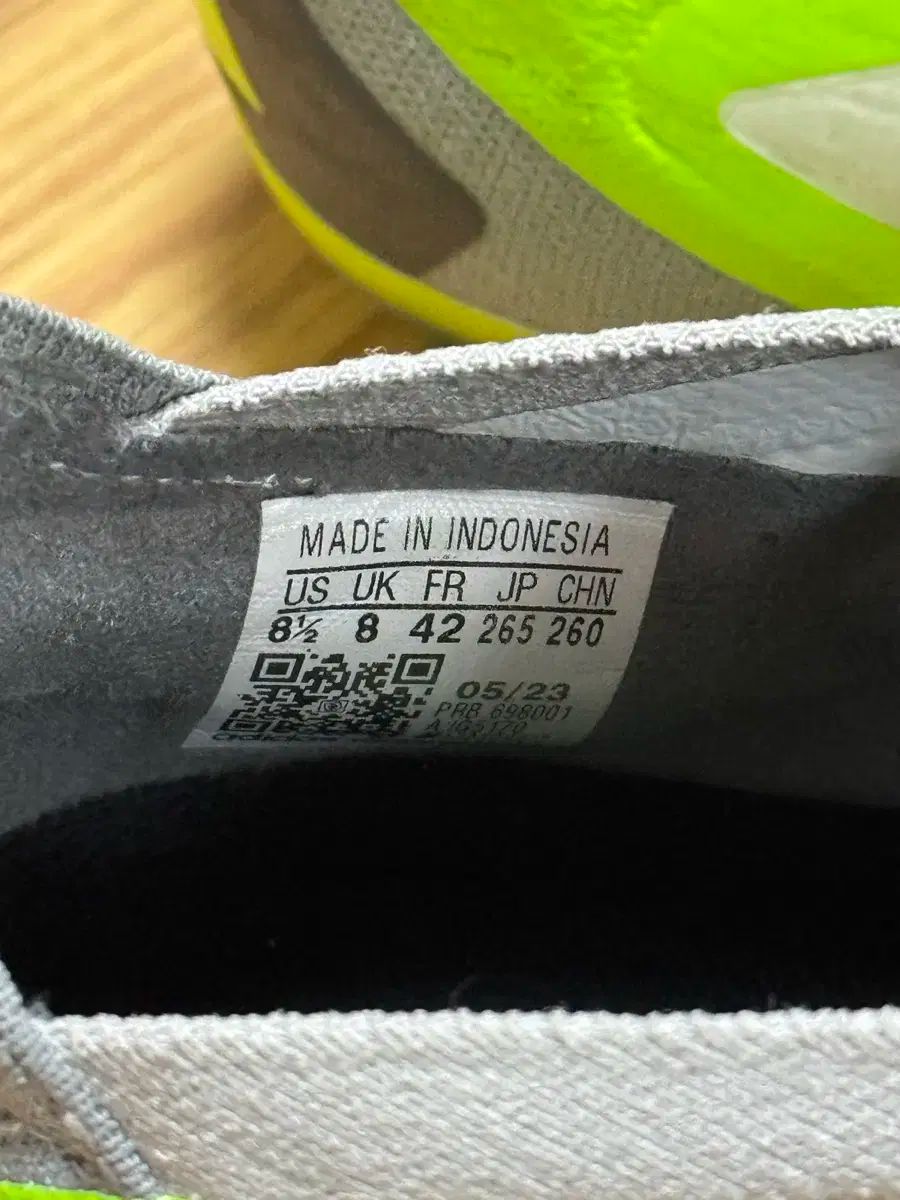 MADE IN INDONESIA
US UK FR JP CHN
8½ 8 42 265 260
05/23
PRB 698001